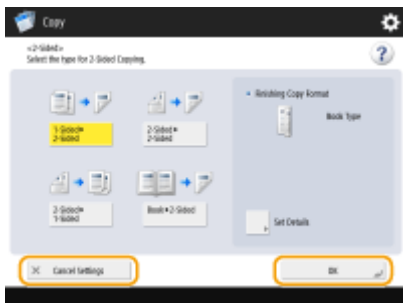 Copy
<2-Sided>
Select the type for 2-Sided Copying.
1-Sided▶
2-Sided
2-Sided▶
2-Sided
2-Sided▶
1-Sided
Book▶2-Sided
Finishing Copy Format
Book Type
Set Details
Cancel Settings
OK